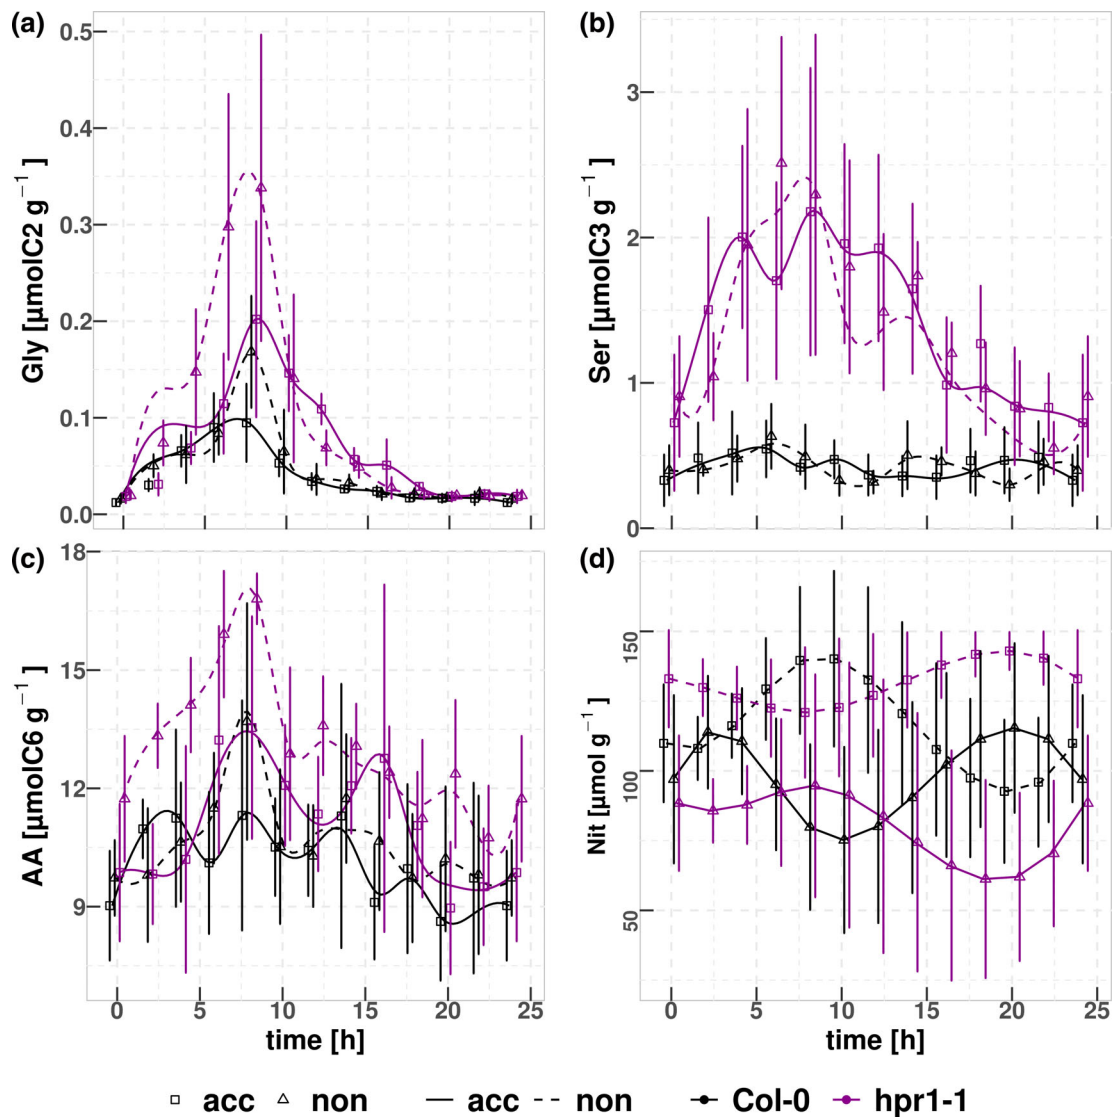 (a)
Gly [µmolC2 g⁻¹ ]
0.5
0.4
0.3
0.2
0.1
0.0
(b)
Ser [µmolC3 g⁻¹ ]
3
2
1
0
(c)
AA [µmolC6 g⁻¹ ]
18
15
12
9
0 5 10 15 20 25
time [h]
(d)
Nit [µmol g⁻¹ ]
150
100
50
0 5 10 15 20 25
time [h]
acc non acc non Col-0 hpr1-1